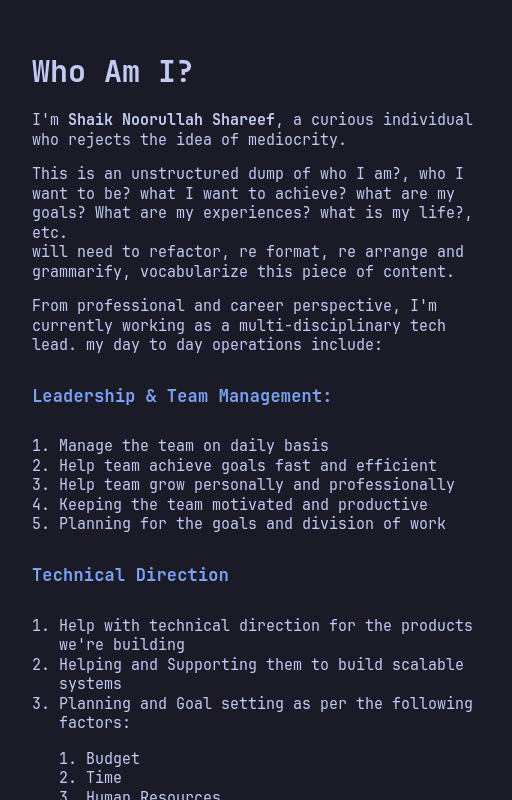 Who Am I?
I'm Shaik Noorullah Shareef, a curious individual
who rejects the idea of mediocrity.
This is an unstructured dump of who I am?, who I
want to be? what I want to achieve? what are my
goals? What are my experiences? what is my life?,
etc.
will need to refactor, re format, re arrange and
grammarify, vocabularize this piece of content.
From professional and career perspective, I'm
currently working as a multi-disciplinary tech
lead. my day to day operations include:
Leadership & Team Management:
1. Manage the team on daily basis
2. Help team achieve goals fast and efficient
3. Help team grow personally and professionally
4. Keeping the team motivated and productive
5. Planning for the goals and division of work
Technical Direction
1. Help with technical direction for the products
we're building
2. Helping and Supporting them to build scalable
systems
3. Planning and Goal setting as per the following
factors:
1. Budget
2. Time
3. Human Resources